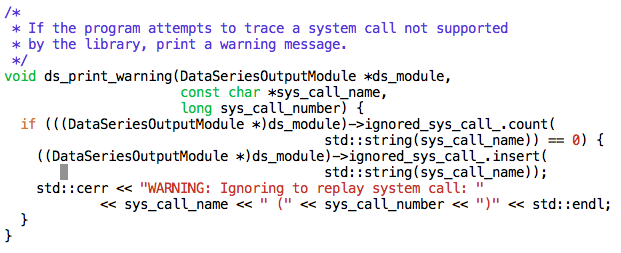 /*
 * If the program attempts to trace a system call not supported
 * by the library, print a warning message.
 */
void ds_print_warning(DataSeriesOutputModule *ds_module,
                      const char *sys_call_name,
                      long sys_call_number) {
  if (((DataSeriesOutputModule *)ds_module)->ignored_sys_call_.count(
                                        std::string(sys_call_name)) == 0) {
    ((DataSeriesOutputModule *)ds_module)->ignored_sys_call_.insert(
                                        std::string(sys_call_name));
    std::cerr << "WARNING: Ignoring to replay system call: "
            << sys_call_name << " (" << sys_call_number << ")" << std::endl;
  }
}